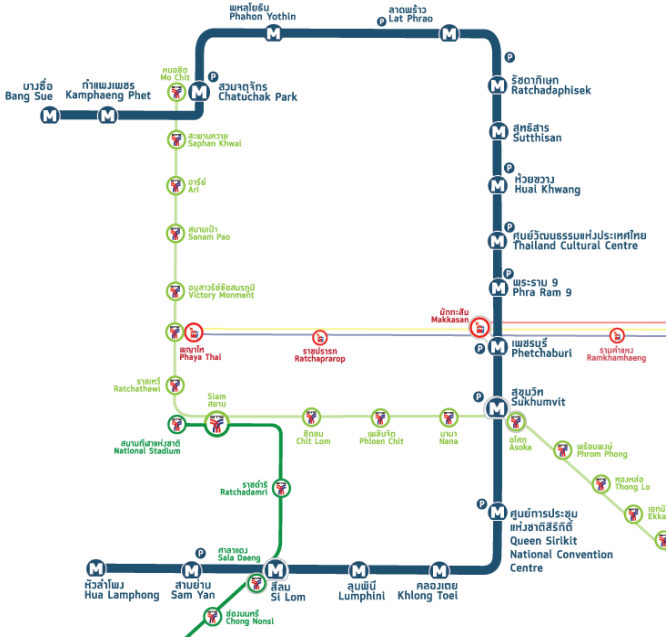 พหลโยธิน
Phahon Yothin
P
ลาดพร้าว
Lat Phrao
หมอชิต
Mo Chit
P
บางซื่อ
Bang Sue
กำแพงเพชร
Kamphaeng Phet
สวนจตุจักร
Chatuchak Park
P
รัชดาภิเษก
Ratchadaphisek
สะพานควาย
Saphan Khwai
สุทธิสาร
Sutthisan
อารีย์
Ari
P
ห้วยขวาง
Huai Khwang
สนามเป้า
Sanam Pao
P
ศูนย์วัฒนธรรมแห่งประเทศไทย
Thailand Cultural Centre
อนุสาวรีย์ชัยสมรภูมิ
Victory Monment
P
พระราม 9
Phra Ram 9
พญาไท
Phaya Thai
ราชปรารภ
Ratchaprarop
มักกะสัน
Makkasan
รามคำแหง
Ramkhamhaeng
P
เพชรบุรี
Phetchaburi
ราชเทวี
Ratchathewi
Siam
สยาม
P
สุขุมวิท
Sukhumvit
สนามกีฬาแห่งชาติ
National Stadium
ชิดลม
Chit Lom
เพลินจิต
Phloen Chit
นานา
Nana
อโศก
Asoke
พร้อมพงษ์
Phrom Phong
ทองหล่อ
Thong Lo
เอกมั
Ekka
ราชดำริ
Ratchadamri
P
ศูนย์การประชุม
แห่งชาติสิริกิติ์
Queen Sirikit
National Convention
Centre
ศาลาแดง
Sala Daeng
หัวลำโพง
Hua Lamphong
P
สามย่าน
Sam Yan
สีลม
Si Lom
ลุมพินี
Lumphini
คลองเตย
Khlong Toei
ช่องนนทรี
Chong Nonsi